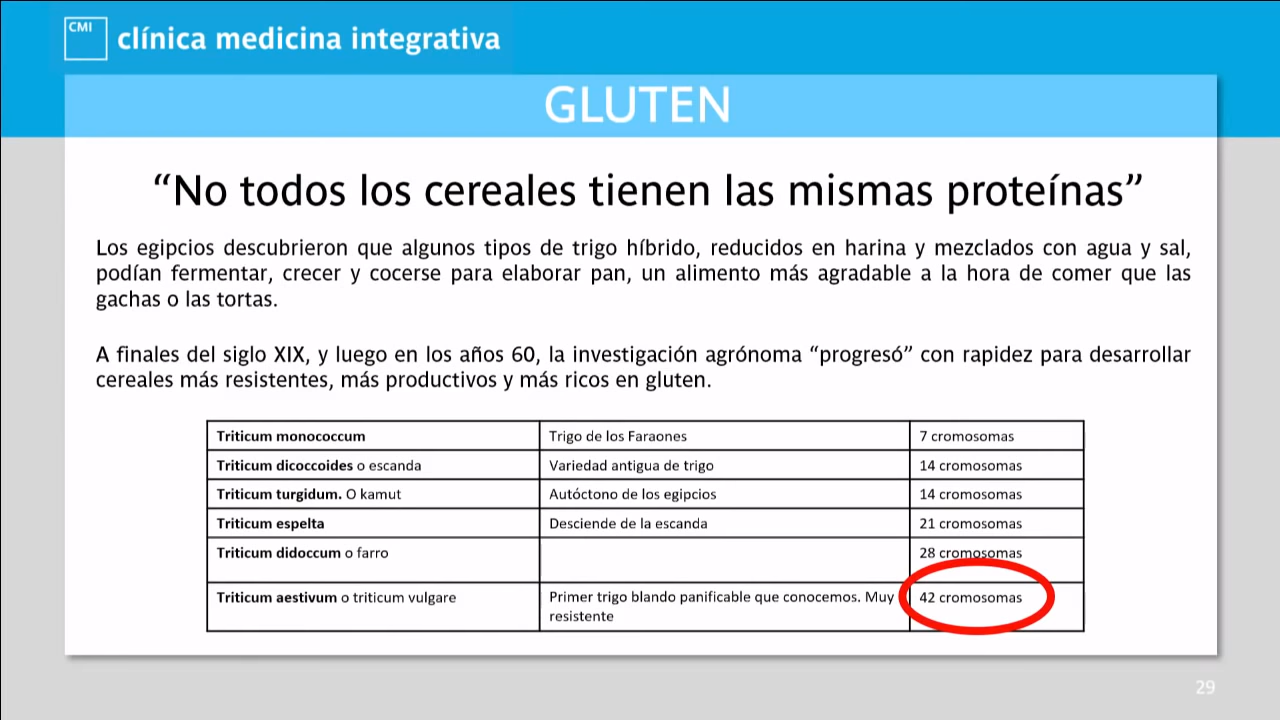 CMI
clínica medicina integrativa
GLUTEN
“No todos los cereales tienen las mismas proteínas”
Los egipcios descubrieron que algunos tipos de trigo híbrido, reducidos en harina y mezclados con agua y sal,
podían fermentar, crecer y cocerse para elaborar pan, un alimento más agradable a la hora de comer que las
gachas o las tortas.
A finales del siglo XIX, y luego en los años 60, la investigación agrónoma “progresó” con rapidez para desarrollar
cereales más resistentes, más productivos y más ricos en gluten.
Triticum monococcum Trigo de los Faraones 7 cromosomas
Triticum dicoccoides o escanda Variedad antigua de trigo 14 cromosomas
Triticum turgidum. O kamut Autóctono de los egipcios 14 cromosomas
Triticum espelta Desciende de la escanda 21 cromosomas
Triticum didoccum o farro 28 cromosomas
Triticum aestivum o triticum vulgare Primer trigo blando panificable que conocemos. Muy 42 cromosomas
resistente
29